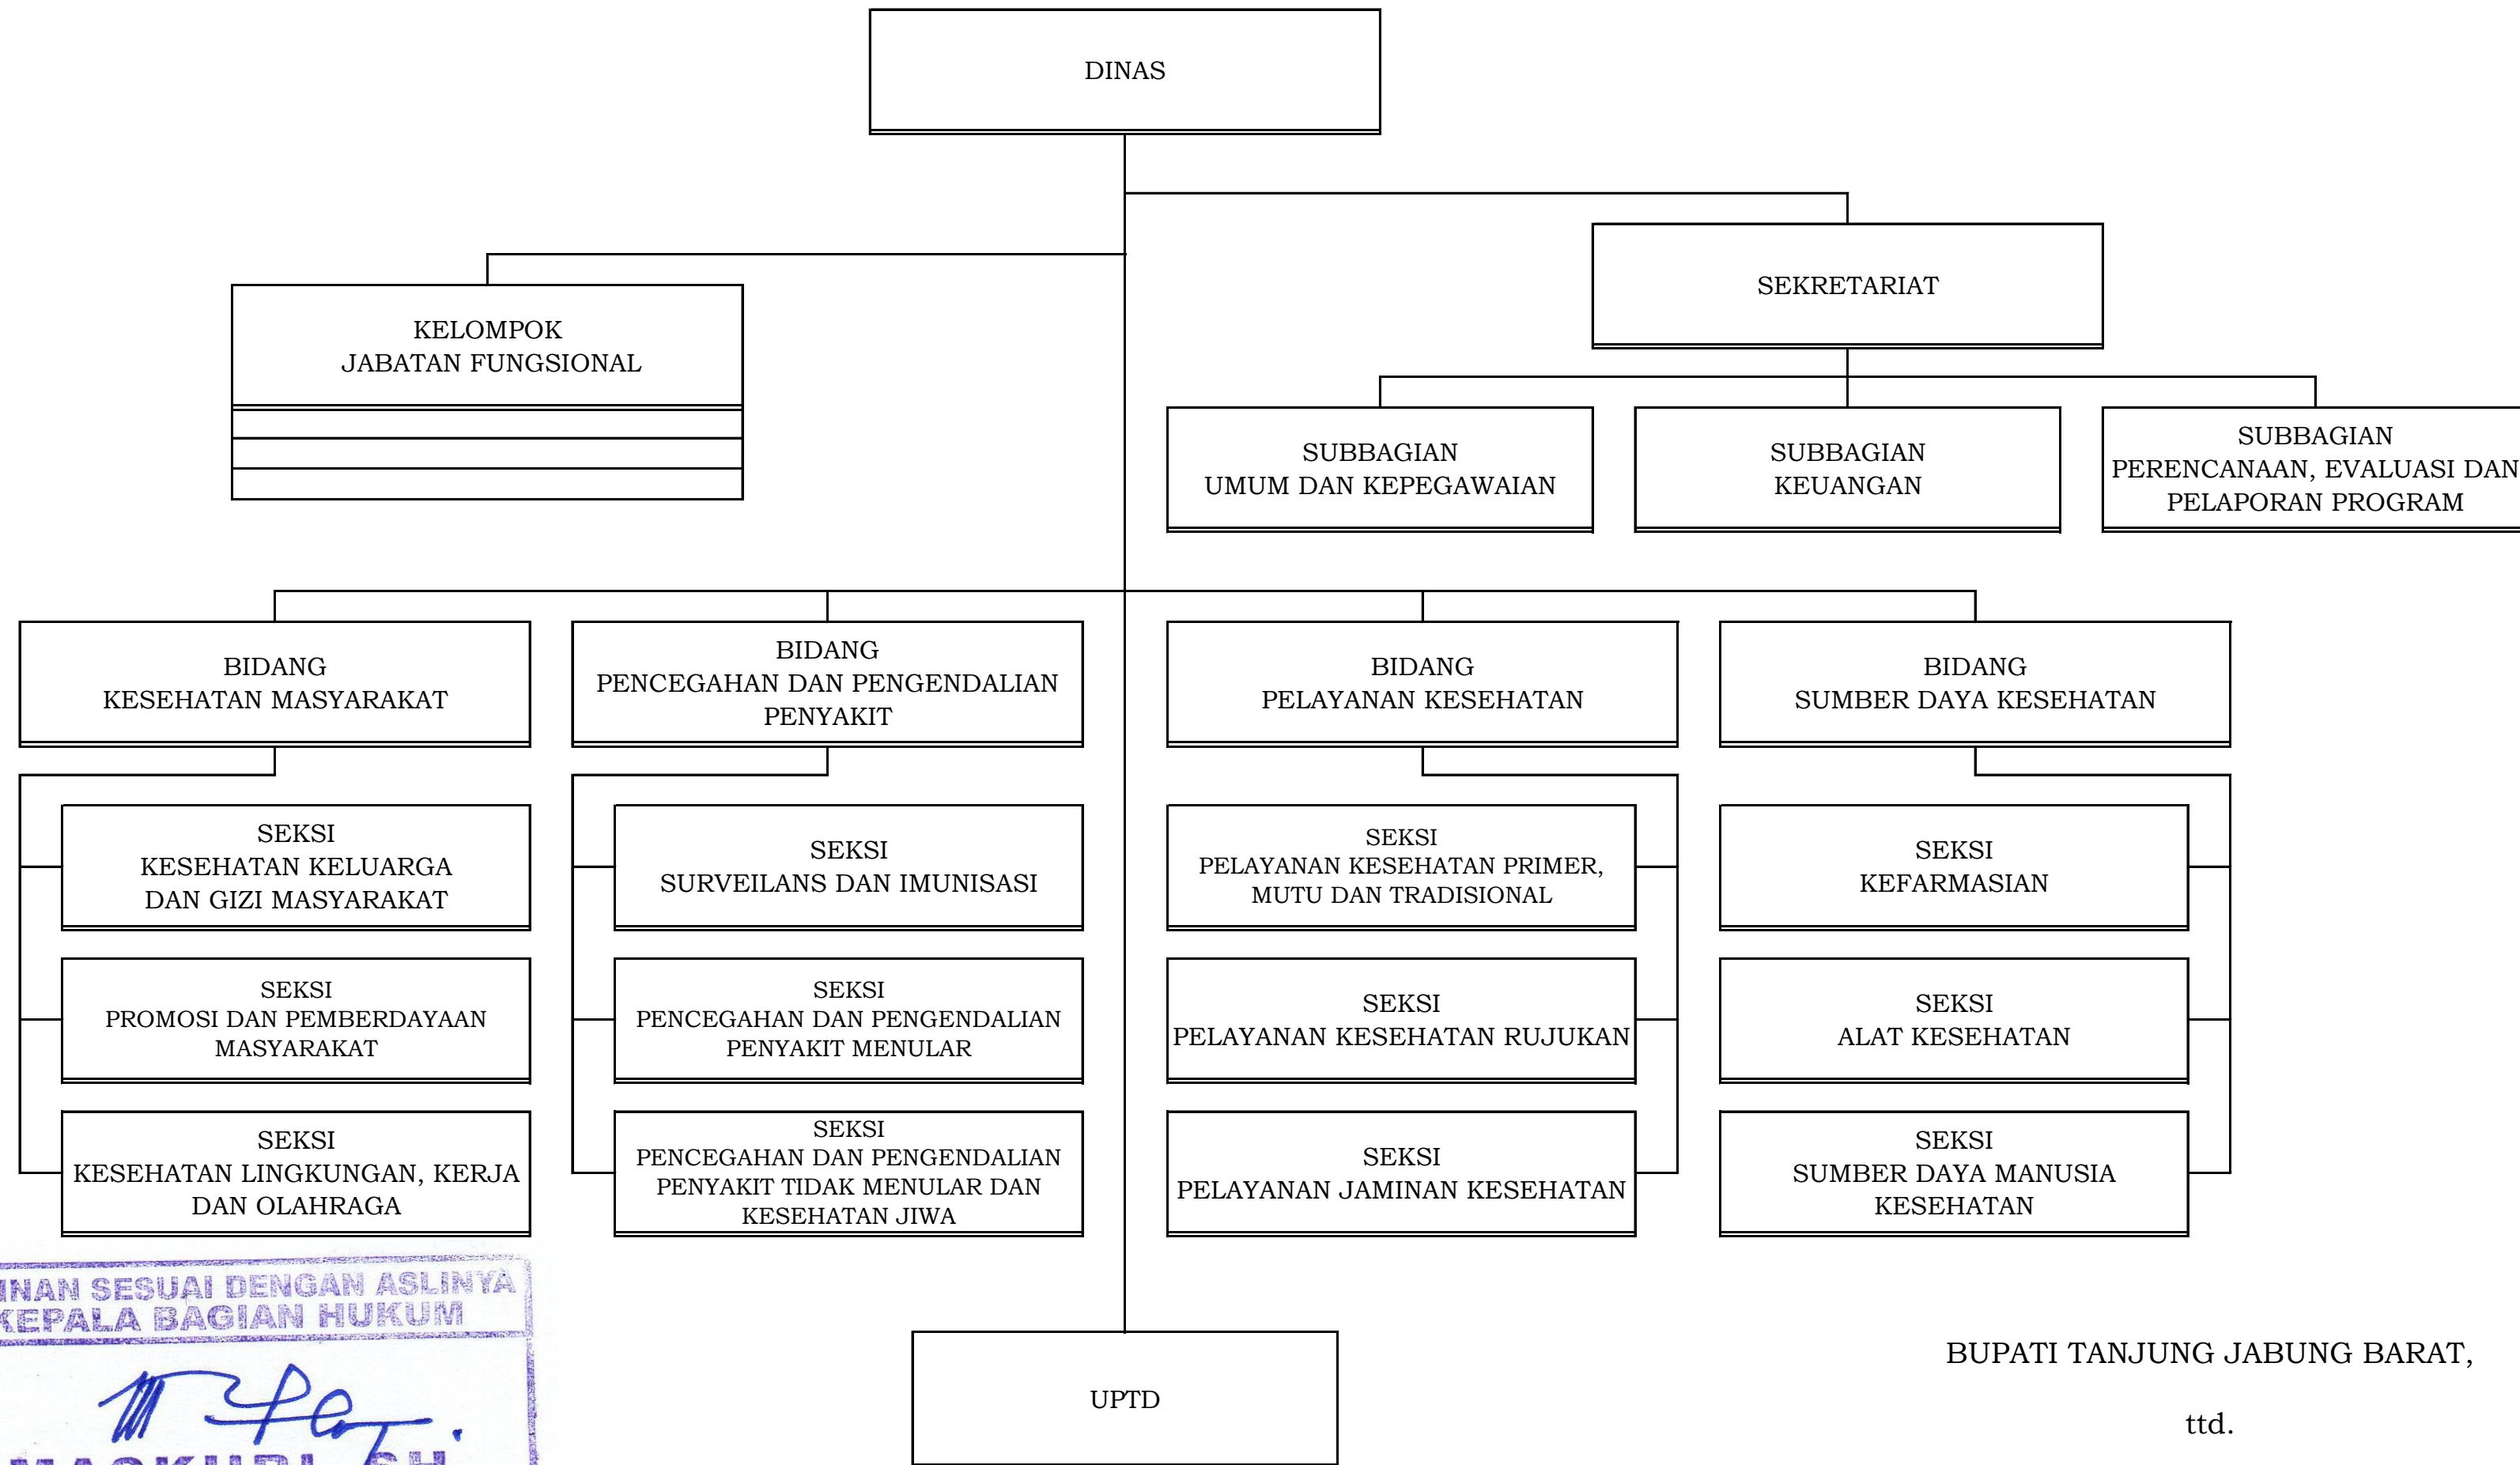 DINAS
SEKRETARIAT
KELOMPOK
JABATAN FUNGSIONAL
SUBBAGIAN
UMUM DAN KEPEGAWAIAN
SUBBAGIAN
KEUANGAN
SUBBAGIAN
PERENCANAAN, EVALUASI DAN
PELAPORAN PROGRAM
BIDANG
KESEHATAN MASYARAKAT
BIDANG
PENCEGAHAN DAN PENGENDALIAN
PENYAKIT
BIDANG
PELAYANAN KESEHATAN
BIDANG
SUMBER DAYA KESEHATAN
SEKSI
KESEHATAN KELUARGA
DAN GIZI MASYARAKAT
SEKSI
SURVEILANS DAN IMUNISASI
SEKSI
PELAYANAN KESEHATAN PRIMER,
MUTU DAN TRADISIONAL
SEKSI
KEFARMASIAN
SEKSI
PROMOSI DAN PEMBERDAYAAN
MASYARAKAT
SEKSI
PENCEGAHAN DAN PENGENDALIAN
PENYAKIT MENULAR
SEKSI
PELAYANAN KESEHATAN RUJUKAN
SEKSI
ALAT KESEHATAN
SEKSI
KESEHATAN LINGKUNGAN, KERJA
DAN OLAHRAGA
SEKSI
PENCEGAHAN DAN PENGENDALIAN
PENYAKIT TIDAK MENULAR DAN
KESEHATAN JIWA
SEKSI
PELAYANAN JAMINAN KESEHATAN
SEKSI
SUMBER DAYA MANUSIA
KESEHATAN
INAN SESUAI DENGAN ASLINYA
KEPALA BAGIAN HUKUM
UPTD
BUPATI TANJUNG JABUNG BARAT,
ttd.